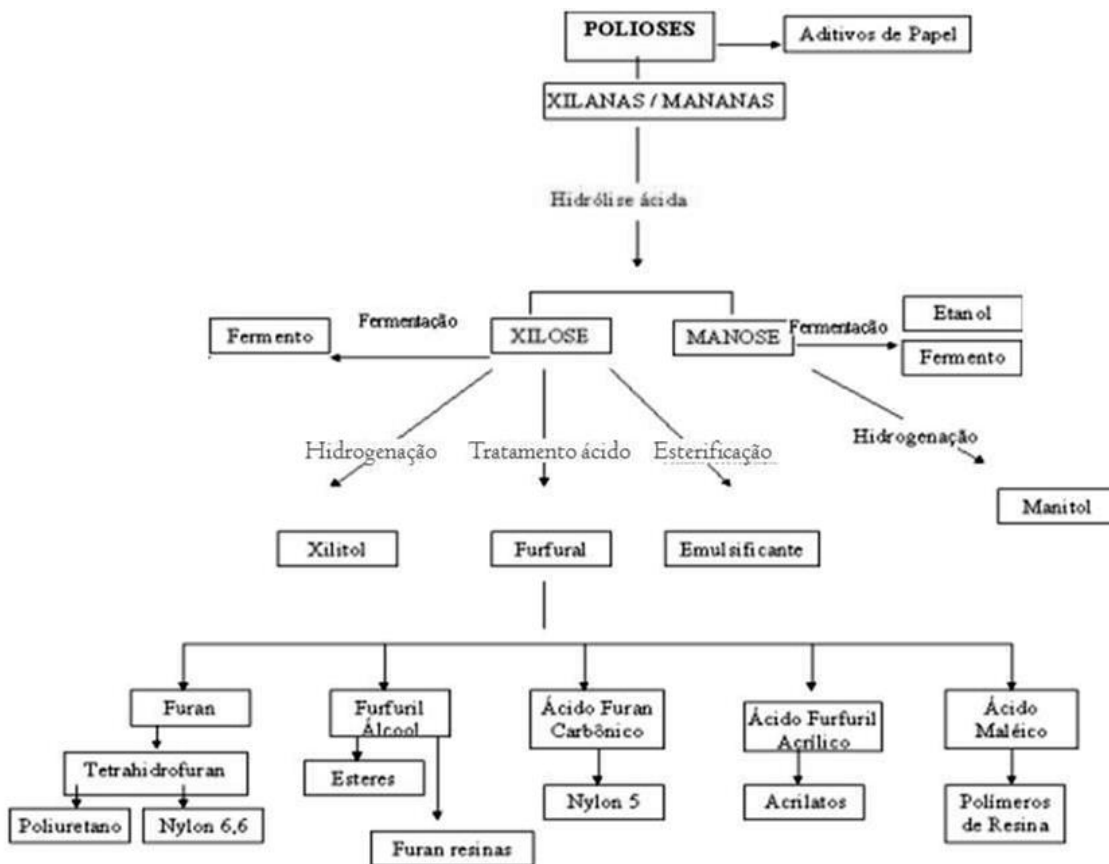 POLIOSES
Aditivos de Papel
XILANAS / MANANAS
Hidrólise ácida
Fermento
Fermentação
XILOSE
MANOSE
Fermentação
Etanol
Fermento
Hidrogenação
Tratamento ácido
Esterificação
Hidrogenação
Manitol
Xilitol
Furfural
Emulsificante
Furan
Furfuril
Álcool
Ácido Furan
Carbônico
Ácido Furfuril
Acrílico
Ácido
Maléico
Tetrahidrofuran
Esteres
Nylon 5
Acrilatos
Polímeros
de Resina
Poliuretano
Nylon 6,6
Furan resinas